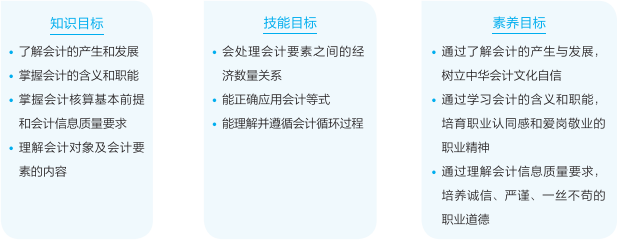 知识目标
• 了解会计的产生和发展
• 掌握会计的含义和职能
• 掌握会计核算基本前提
和会计信息质量要求
• 理解会计对象及会计要
素的内容
技能目标
• 会处理会计要素之间的经
济数量关系
• 能正确应用会计等式
• 能理解并遵循会计循环过程
素养目标
• 通过了解会计的产生与发展，
树立中华会计文化自信
• 通过学习会计的含义和职能，
培育职业认同感和爱岗敬业的
职业精神
• 通过理解会计信息质量要求，
培养诚信、严谨、一丝不苟的
职业道德